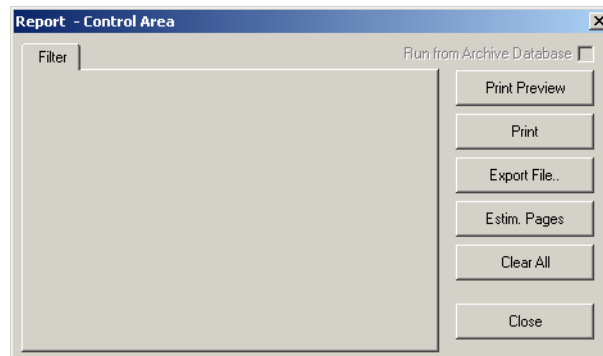 Report - Control Area
Filter
Run from Archive Database
Print Preview
Print
Export File..
Estim. Pages
Clear All
Close